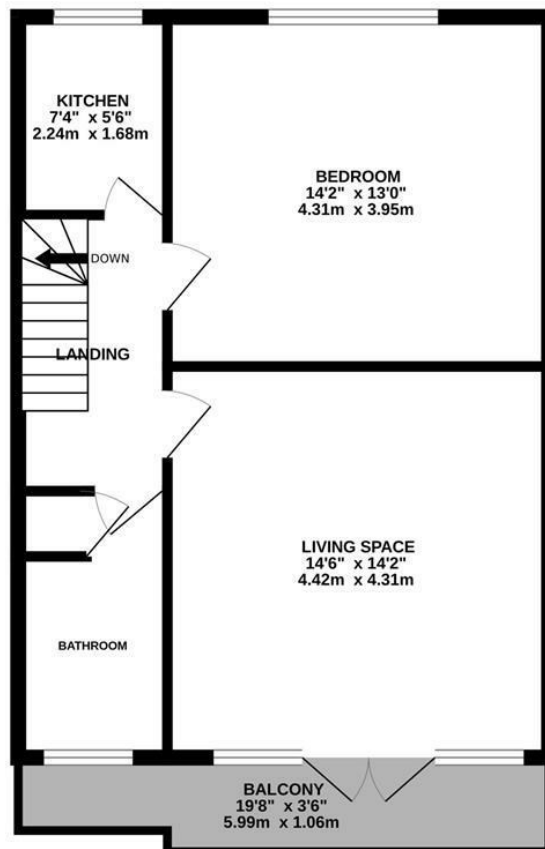 KITCHEN
7'4" x 5'6"
2.24m x 1.68m
BEDROOM
14'2" x 13'0"
4.31m x 3.95m
DOWN
LANDING
LIVING SPACE
14'6" x 14'2"
4.42m x 4.31m
BATHROOM
BALCONY
19'8" x 3'6"
5.99m x 1.06m